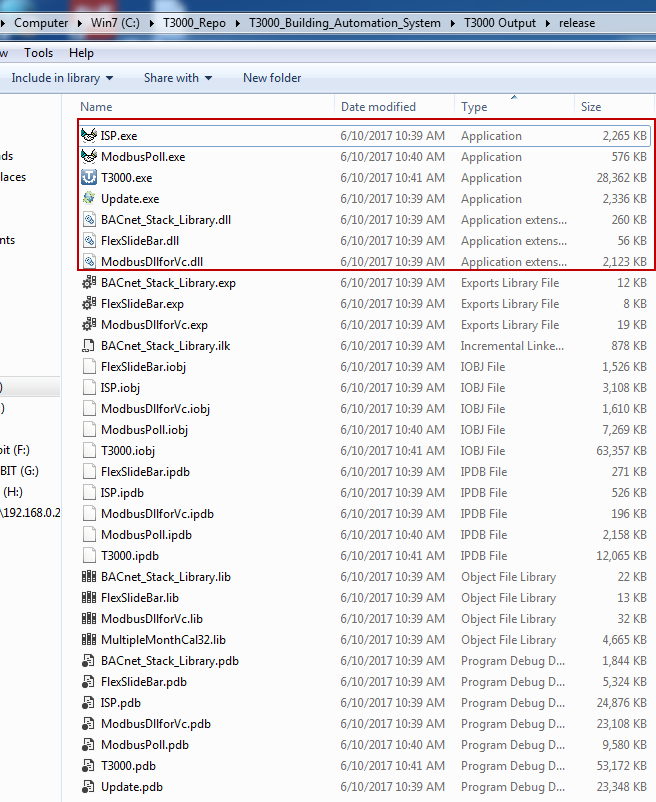 Computer Win7 (C:) T3000_Repo T3000_Building_Automation_System T3000 Output release
w Tools Help
Include in library Share with New folder
Name Date modified Type Size
ISP.exe 6/10/2017 10:39 AM Application 2,265 KB
ds ModbusPoll.exe 6/10/2017 10:40 AM Application 576 KB
laces T3000.exe 6/10/2017 10:41 AM Application 28,362 KB
Update.exe 6/10/2017 10:39 AM Application 2,336 KB
BACnet_Stack_Library.dll 6/10/2017 10:39 AM Application extens... 260 KB
nts FlexSlideBar.dll 6/10/2017 10:39 AM Application extens... 56 KB
ModbusDllforVc.dll 6/10/2017 10:39 AM Application extens... 2,123 KB
BACnet_Stack_Library.exp 6/10/2017 10:39 AM Exports Library File 12 KB
FlexSlideBar.exp 6/10/2017 10:39 AM Exports Library File 8 KB
ModbusDllforVc.exp 6/10/2017 10:39 AM Exports Library File 19 KB
BACnet_Stack_Library.ilk 6/10/2017 10:39 AM Incremental Linke... 878 KB
FlexSlideBar.iobj 6/10/2017 10:39 AM IOBJ File 1,526 KB
) ISP.iobj 6/10/2017 10:39 AM IOBJ File 3,108 KB
) ModbusDllforVc.iobj 6/10/2017 10:39 AM IOBJ File 1,610 KB
ModbusPoll.iobj 6/10/2017 10:40 AM IOBJ File 7,269 KB
bit (F:) T3000.iobj 6/10/2017 10:41 AM IOBJ File 63,357 KB
BIT (G:) FlexSlideBar.ipdb 6/10/2017 10:39 AM IPDB File 271 KB
(H:) ISP.ipdb 6/10/2017 10:39 AM IPDB File 526 KB
\192.168.0.2 ModbusDllforVc.ipdb 6/10/2017 10:39 AM IPDB File 196 KB
ModbusPoll.ipdb 6/10/2017 10:40 AM IPDB File 2,158 KB
T3000.ipdb 6/10/2017 10:41 AM IPDB File 12,065 KB
BACnet_Stack_Library.lib 6/10/2017 10:39 AM Object File Library 22 KB
FlexSlideBar.lib 6/10/2017 10:39 AM Object File Library 13 KB
ModbusDllforVc.lib 6/10/2017 10:39 AM Object File Library 32 KB
MultipleMonthCal32.lib 6/10/2017 10:39 AM Object File Library 4,665 KB
BACnet_Stack_Library.pdb 6/10/2017 10:39 AM Program Debug D... 1,844 KB
FlexSlideBar.pdb 6/10/2017 10:39 AM Program Debug D... 5,324 KB
ISP.pdb 6/10/2017 10:39 AM Program Debug D... 24,876 KB
ModbusDllforVc.pdb 6/10/2017 10:39 AM Program Debug D... 23,108 KB
ModbusPoll.pdb 6/10/2017 10:40 AM Program Debug D... 9,580 KB
T3000.pdb 6/10/2017 10:41 AM Program Debug D... 53,172 KB
Update.pdb 6/10/2017 10:39 AM Program Debug D... 23,348 KB